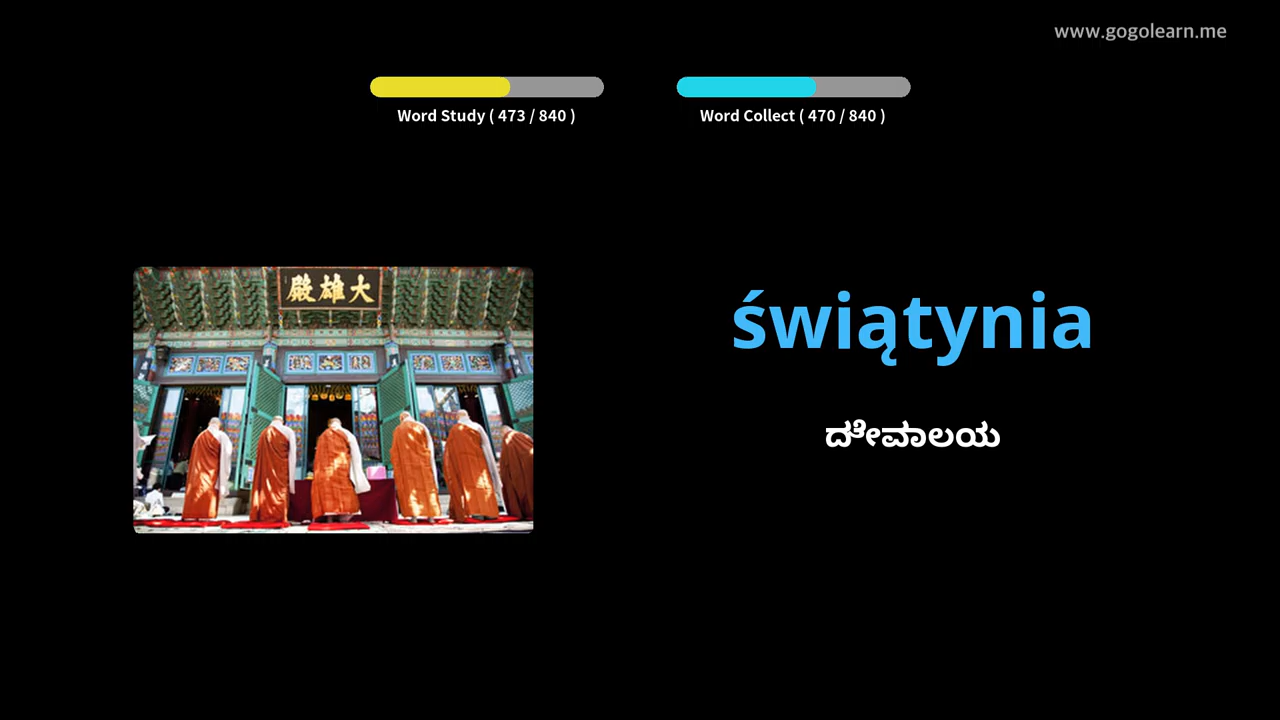 www.gogolearn.me
Word Study ( 473 / 840 )
Word Collect ( 470 / 840 )
殿雄大
świątynia
ದೇವಾಲಯ